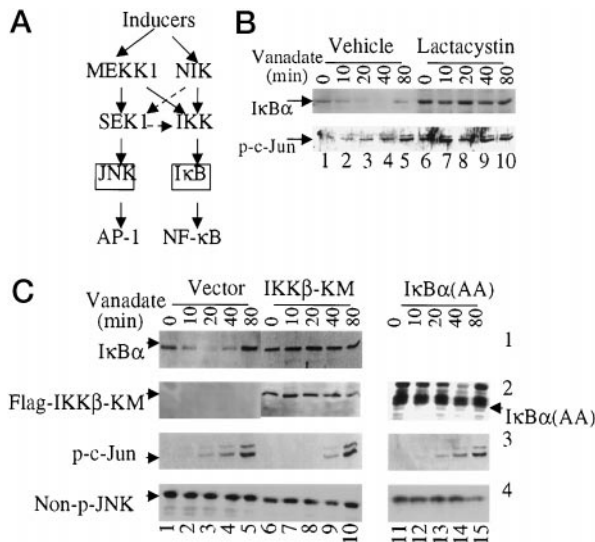 A
Inducers
MEKK1 NIK
SEK1 IKK
JNK IκB
AP-1 NF-κB
B
Vanadate (min)
Vehicle Lactacystin
0 10 20 40 80 0 10 20 40 80
IκBα
p-c-Jun
1 2 3 4 5 6 7 8 9 10
C
Vanadate (min)
Vector IKKβ-KM IκBα(AA)
0 10 20 40 80 0 10 20 40 80 0 10 20 40 80
IκBα 1
Flag-IKKβ-KM 2
IκBα(AA)
p-c-Jun 3
Non-p-JNK 4
1 2 3 4 5 6 7 8 9 10 11 12 13 14 15